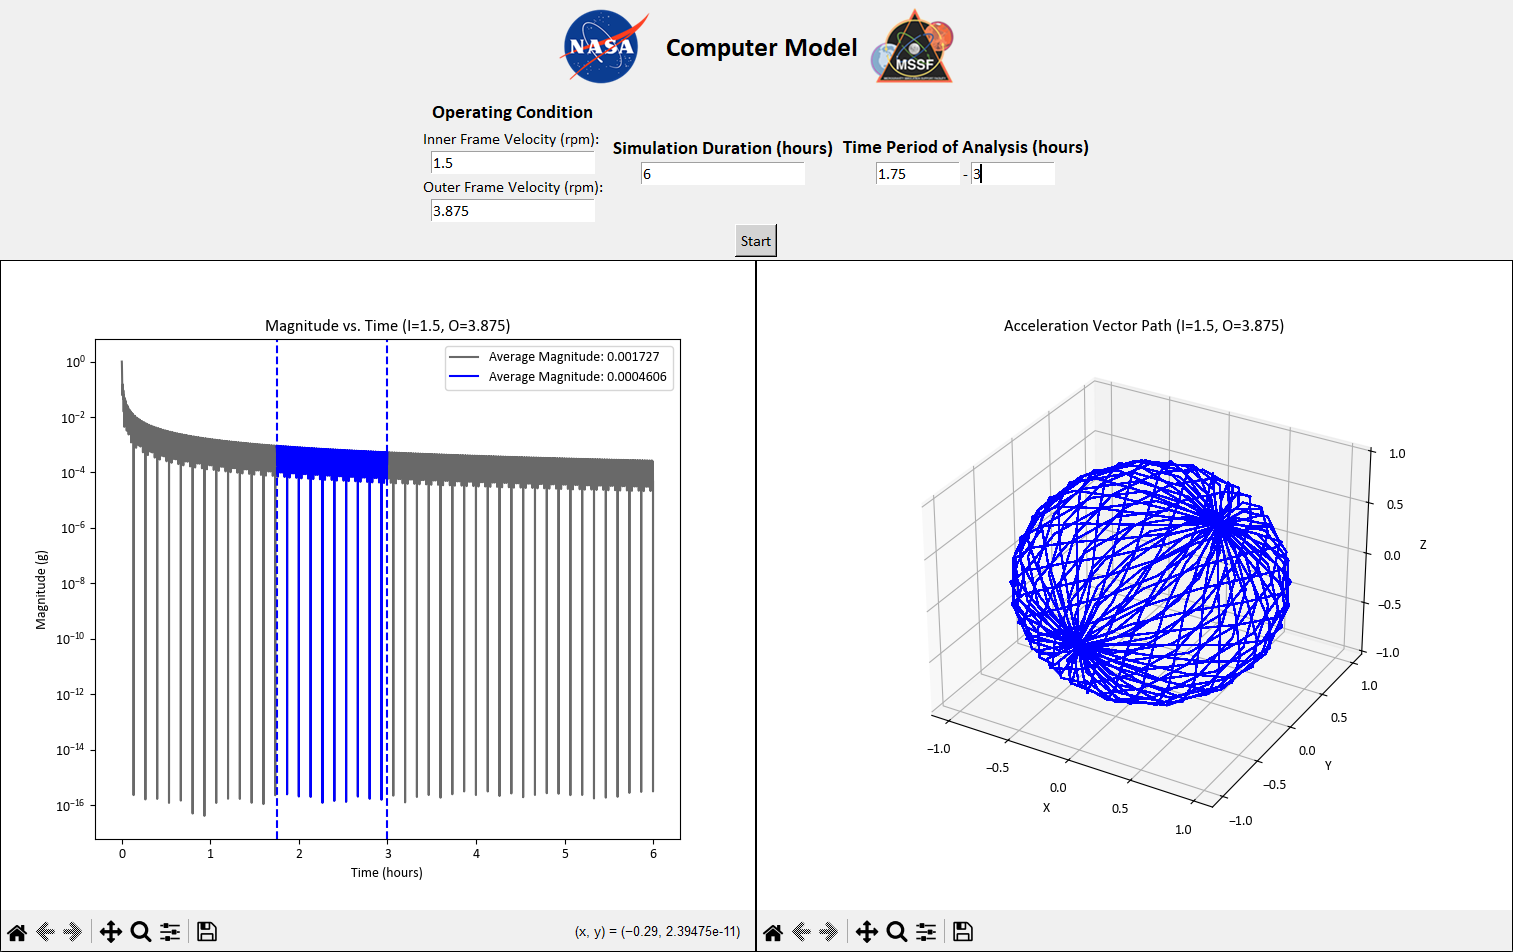 NASA
Computer Model
MSSF
Operating Condition
Inner Frame Velocity (rpm):
1.5
Outer Frame Velocity (rpm):
3.875
Simulation Duration (hours)
6
Time Period of Analysis (hours)
1.75 - 3
Start
Magnitude vs. Time (I=1.5, O=3.875)
Average Magnitude: 0.001727
Average Magnitude: 0.0004606
Magnitude (g)
10⁰
10⁻²
10⁻⁴
10⁻⁶
10⁻⁸
10⁻¹⁰
10⁻¹²
10⁻¹⁴
10⁻¹⁶
0 1 2 3 4 5 6
Time (hours)
(x, y) = (−0.29, 2.39475e-11)
Acceleration Vector Path (I=1.5, O=3.875)
1.0
0.5
0.0
−0.5
−1.0
Z
1.0
0.5
0.0
−0.5
−1.0
Y
−1.0
−0.5
0.0
0.5
1.0
X